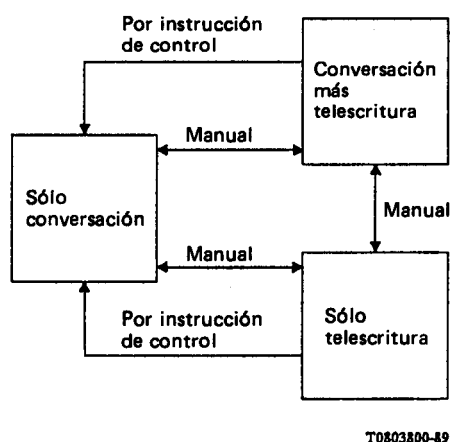 Por instrucción
de control
Conversación
más
telescritura
Manual
Sólo
conversación
Manual
Manual
Por instrucción
de control
Sólo
telescritura
T0803800-89